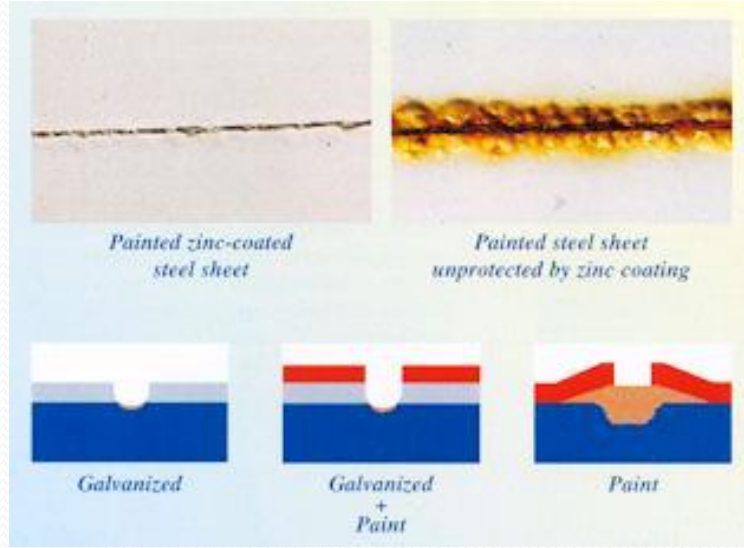 Painted zinc-coated
steel sheet
Painted steel sheet
unprotected by zinc coating
Galvanized
Galvanized
+
Paint
Paint